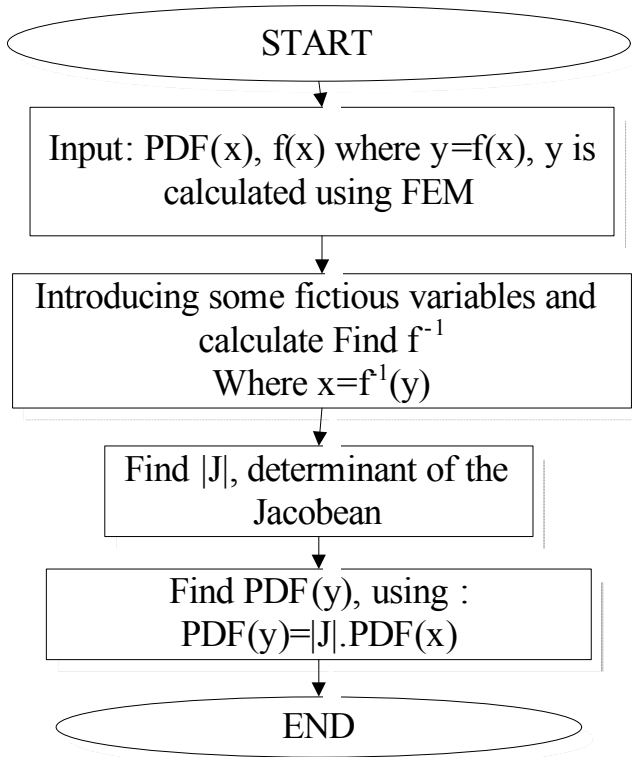 START
Input: PDF(x), f(x) where y=f(x), y is
calculated using FEM
Introducing some fictious variables and
calculate Find f⁻¹
Where x=f⁻¹(y)
Find |J|, determinant of the
Jacobean
Find PDF(y), using :
PDF(y)=|J|.PDF(x)
END